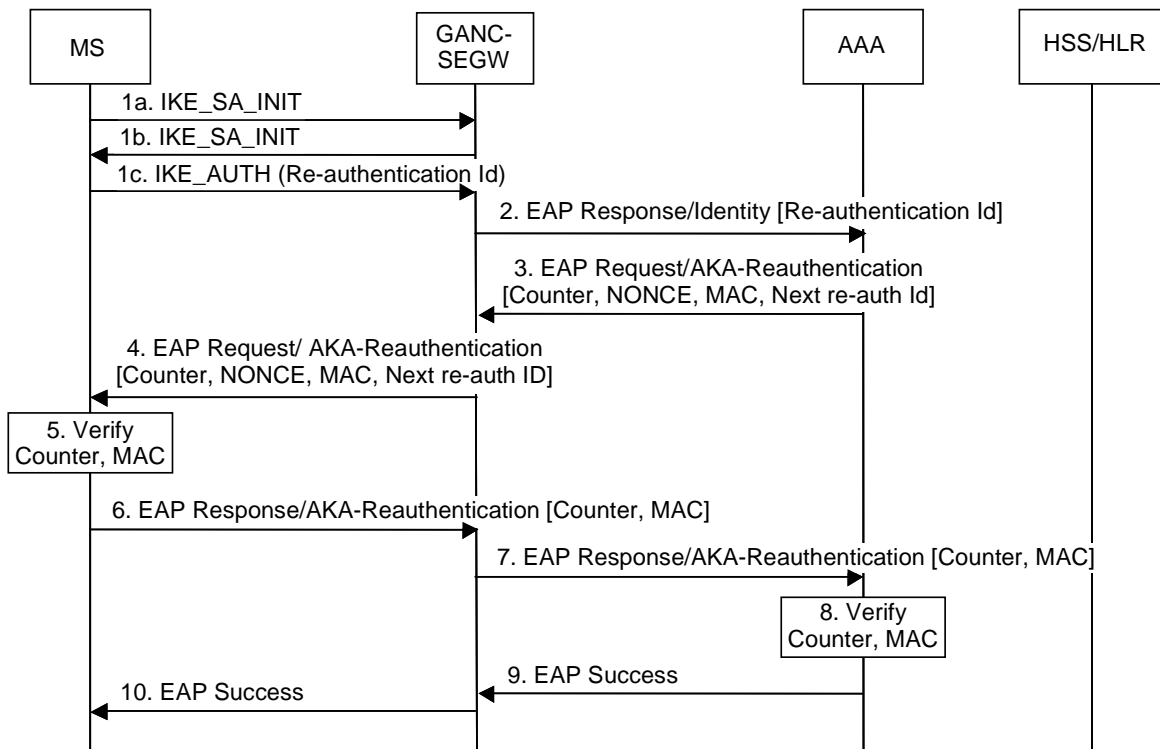 MS
GANC-
SEGW
AAA
HSS/HLR
1a. IKE_SA_INIT
1b. IKE_SA_INIT
1c. IKE_AUTH (Re-authentication Id)
2. EAP Response/Identity [Re-authentication Id]
3. EAP Request/AKA-Reauthentication
[Counter, NONCE, MAC, Next re-auth Id]
4. EAP Request/ AKA-Reauthentication
[Counter, NONCE, MAC, Next re-auth ID]
5. Verify
Counter, MAC
6. EAP Response/AKA-Reauthentication [Counter, MAC]
7. EAP Response/AKA-Reauthentication [Counter, MAC]
8. Verify
Counter, MAC
9. EAP Success
10. EAP Success